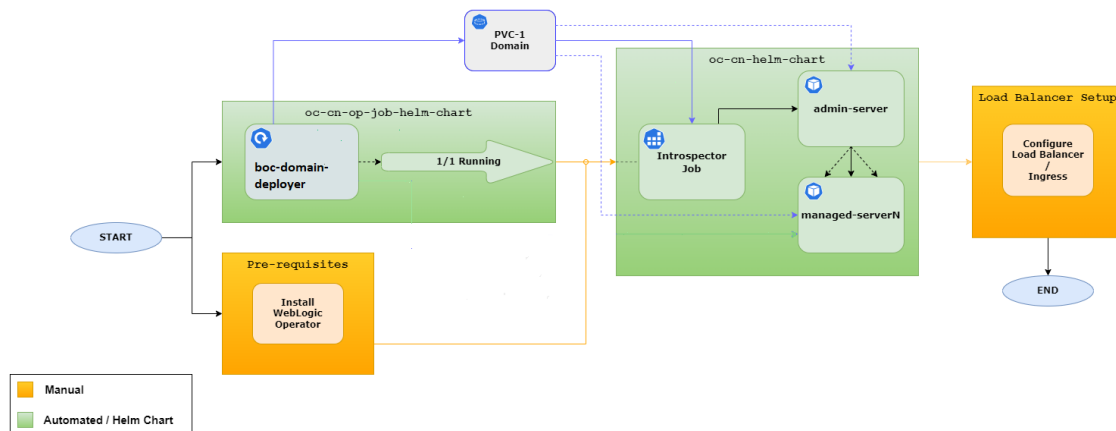 PVC-1
Domain
oc-cn-helm-chart
admin-server
Load Balancer Setup
oc-cn-op-job-helm-chart
boc-domain-
deployer
1/1 Running
Introspector
Job
Configure
Load Balancer
/
Ingress
managed-serverN
START
Pre-requisites
Install
WebLogic
Operator
END
Manual
Automated / Helm Chart